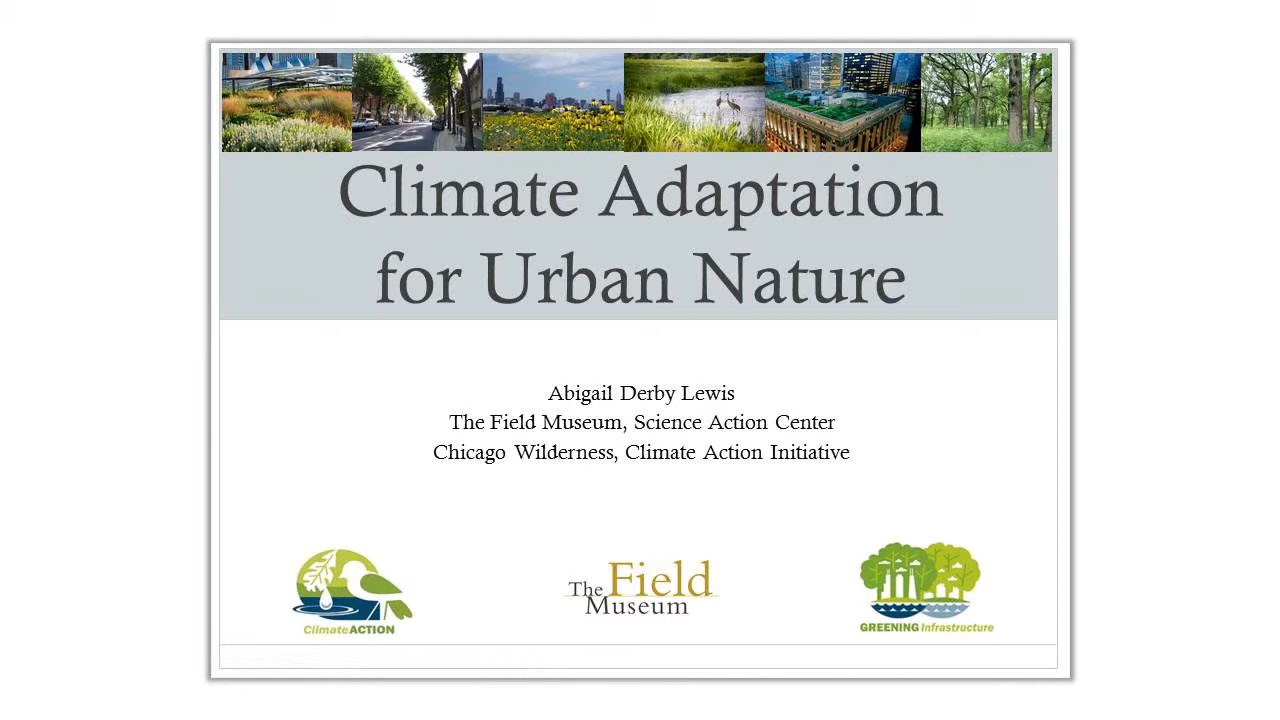 Climate Adaptation
for Urban Nature
Abigail Derby Lewis
The Field Museum, Science Action Center
Chicago Wilderness, Climate Action Initiative
ClimateACTION
The Field
Museum
GREENING Infrastructure